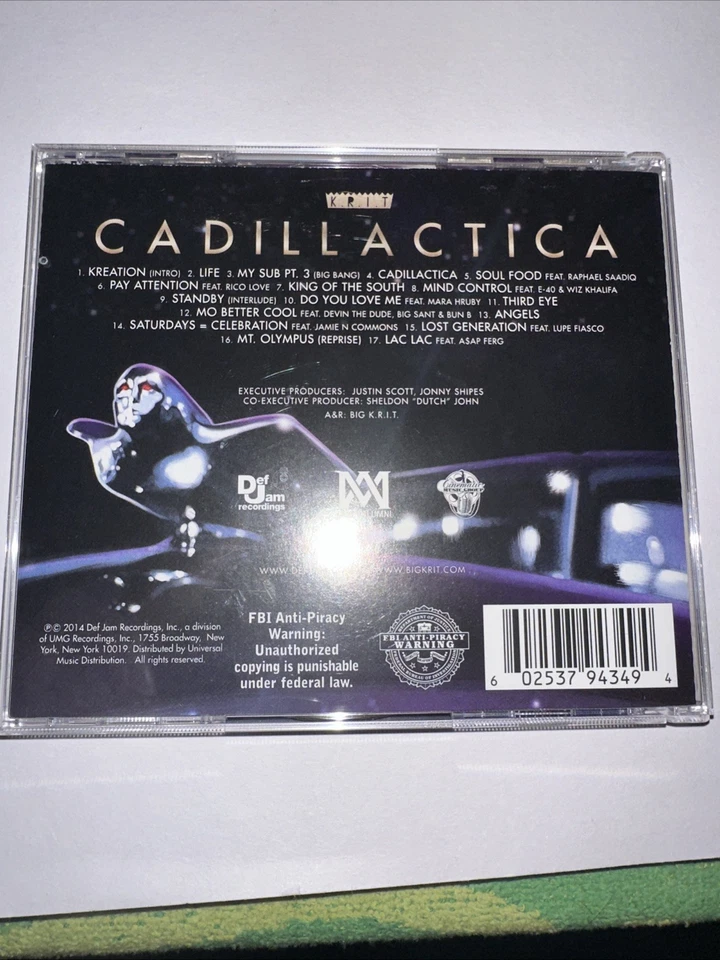 K.R.I.T
CADILLACTICA
1. KREATION (INTRO) 2. LIFE 3. MY SUB PT. 3 (BIG BANG) 4. CADILLACTICA 5. SOUL FOOD FEAT. RAPHAEL SAADIQ
6. PAY ATTENTION FEAT. RICO LOVE 7. KING OF THE SOUTH 8. MIND CONTROL FEAT. E-40 & WIZ KHALIFA
9. STANDBY (INTERLUDE) 10. DO YOU LOVE ME FEAT. MARA HRUBY 11. THIRD EYE
12. MO BETTER COOL FEAT. DEVIN THE DUDE, BIG SANT & BUN B 13. ANGELS
14. SATURDAYS = CELEBRATION FEAT. JAMIE N COMMONS 15. LOST GENERATION FEAT. LUPE FIASCO
16. MT. OLYMPUS (REPRISE) 17. LAC LAC FEAT. A$AP FERG
EXECUTIVE PRODUCERS: JUSTIN SCOTT, JONNY SHIPES
CO-EXECUTIVE PRODUCER: SHELDON "DUTCH" JOHN
A&R: BIG K.R.I.T.
Def
Jam
recordings
Cinematic
MUSIC GROUP
WWW.BIGKRIT.COM
℗© 2014 Def Jam Recordings, Inc., a division
of UMG Recordings, Inc., 1755 Broadway, New
York, New York 10019. Distributed by Universal
Music Distribution. All rights reserved.
FBI Anti-Piracy
Warning:
Unauthorized
copying is punishable
under federal law.
FBI ANTI-PIRACY
WARNING
6 02537 94349 4